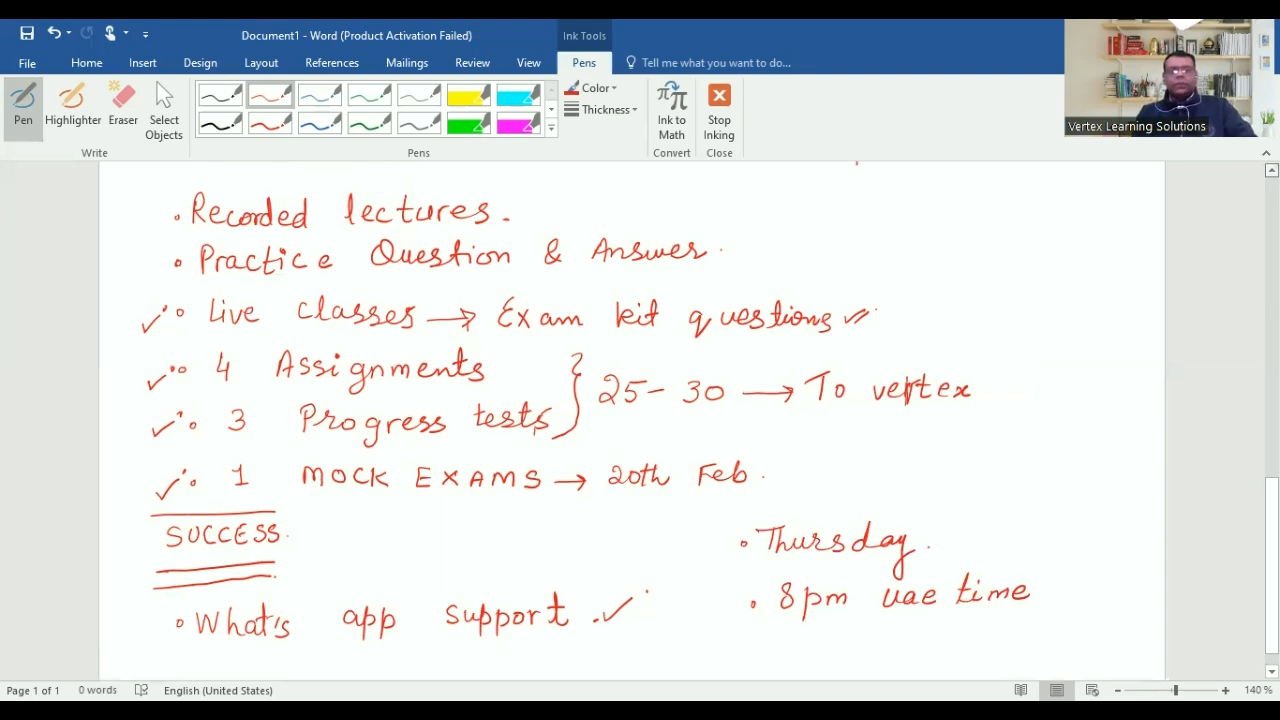 Document1 - Word (Product Activation Failed)
Ink Tools
File Home Insert Design Layout References Mailings Review View Pens Tell me what you want to do...
Pen Highlighter Eraser Select Objects
Color
Thickness
Ink to Math
Stop Inking
Write Pens Convert Close
Vertex Learning Solutions
• Recorded lectures.
• Practice Question & Answer.
• Live classes → Exam kit questions
• 4 Assignments
25 - 30 → To vertex
• 3 Progress tests
• 1 MOCK EXAMS → 20th Feb.
SUCCESS.
• Thursday.
• 8pm uae time
• What's app support.
Page 1 of 1 0 words English (United States) 140 %